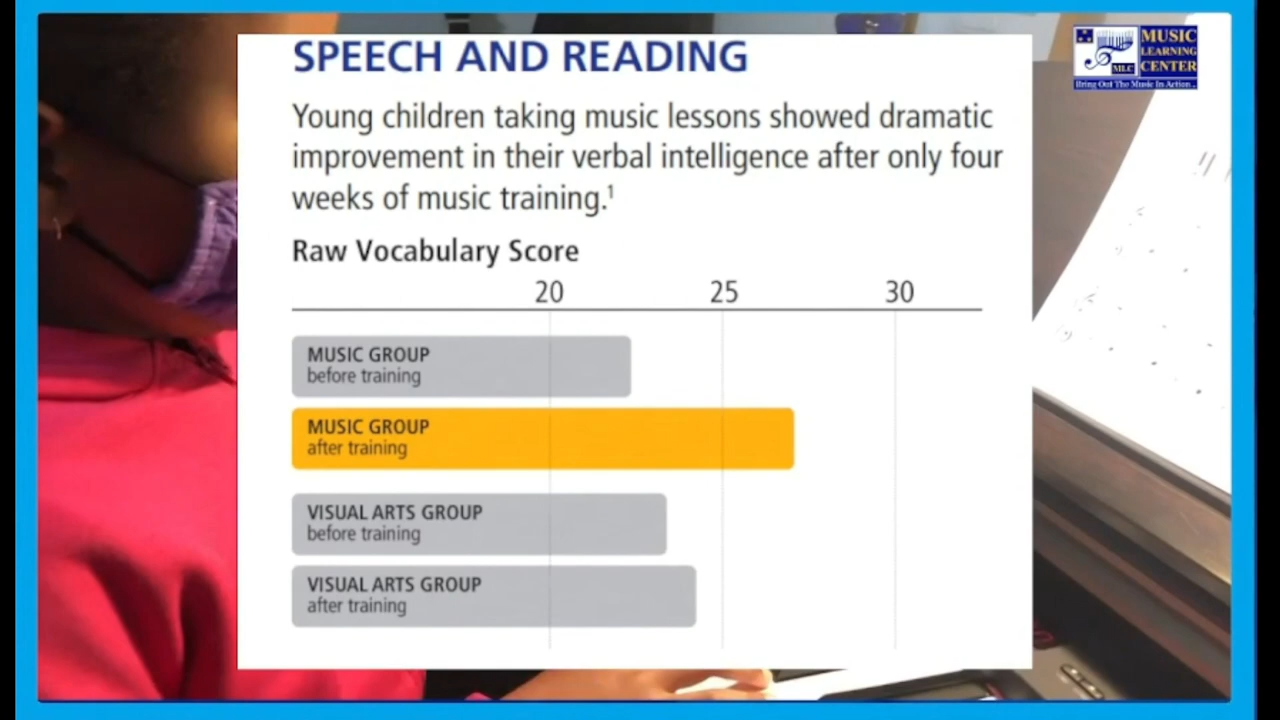 SPEECH AND READING
MUSIC
LEARNING
CENTER
MLC
Bring Out The Music In Action..
Young children taking music lessons showed dramatic
improvement in their verbal intelligence after only four
weeks of music training.¹
Raw Vocabulary Score
20 25 30
MUSIC GROUP
before training
MUSIC GROUP
after training
VISUAL ARTS GROUP
before training
VISUAL ARTS GROUP
after training